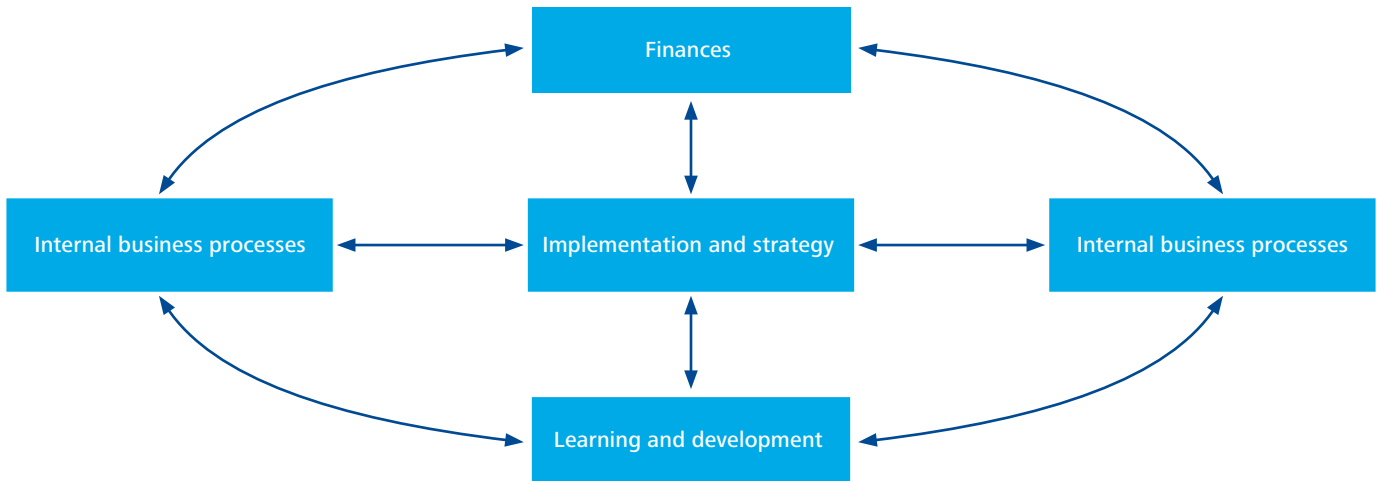 Finances
Internal business processes
Implementation and strategy
Internal business processes
Learning and development